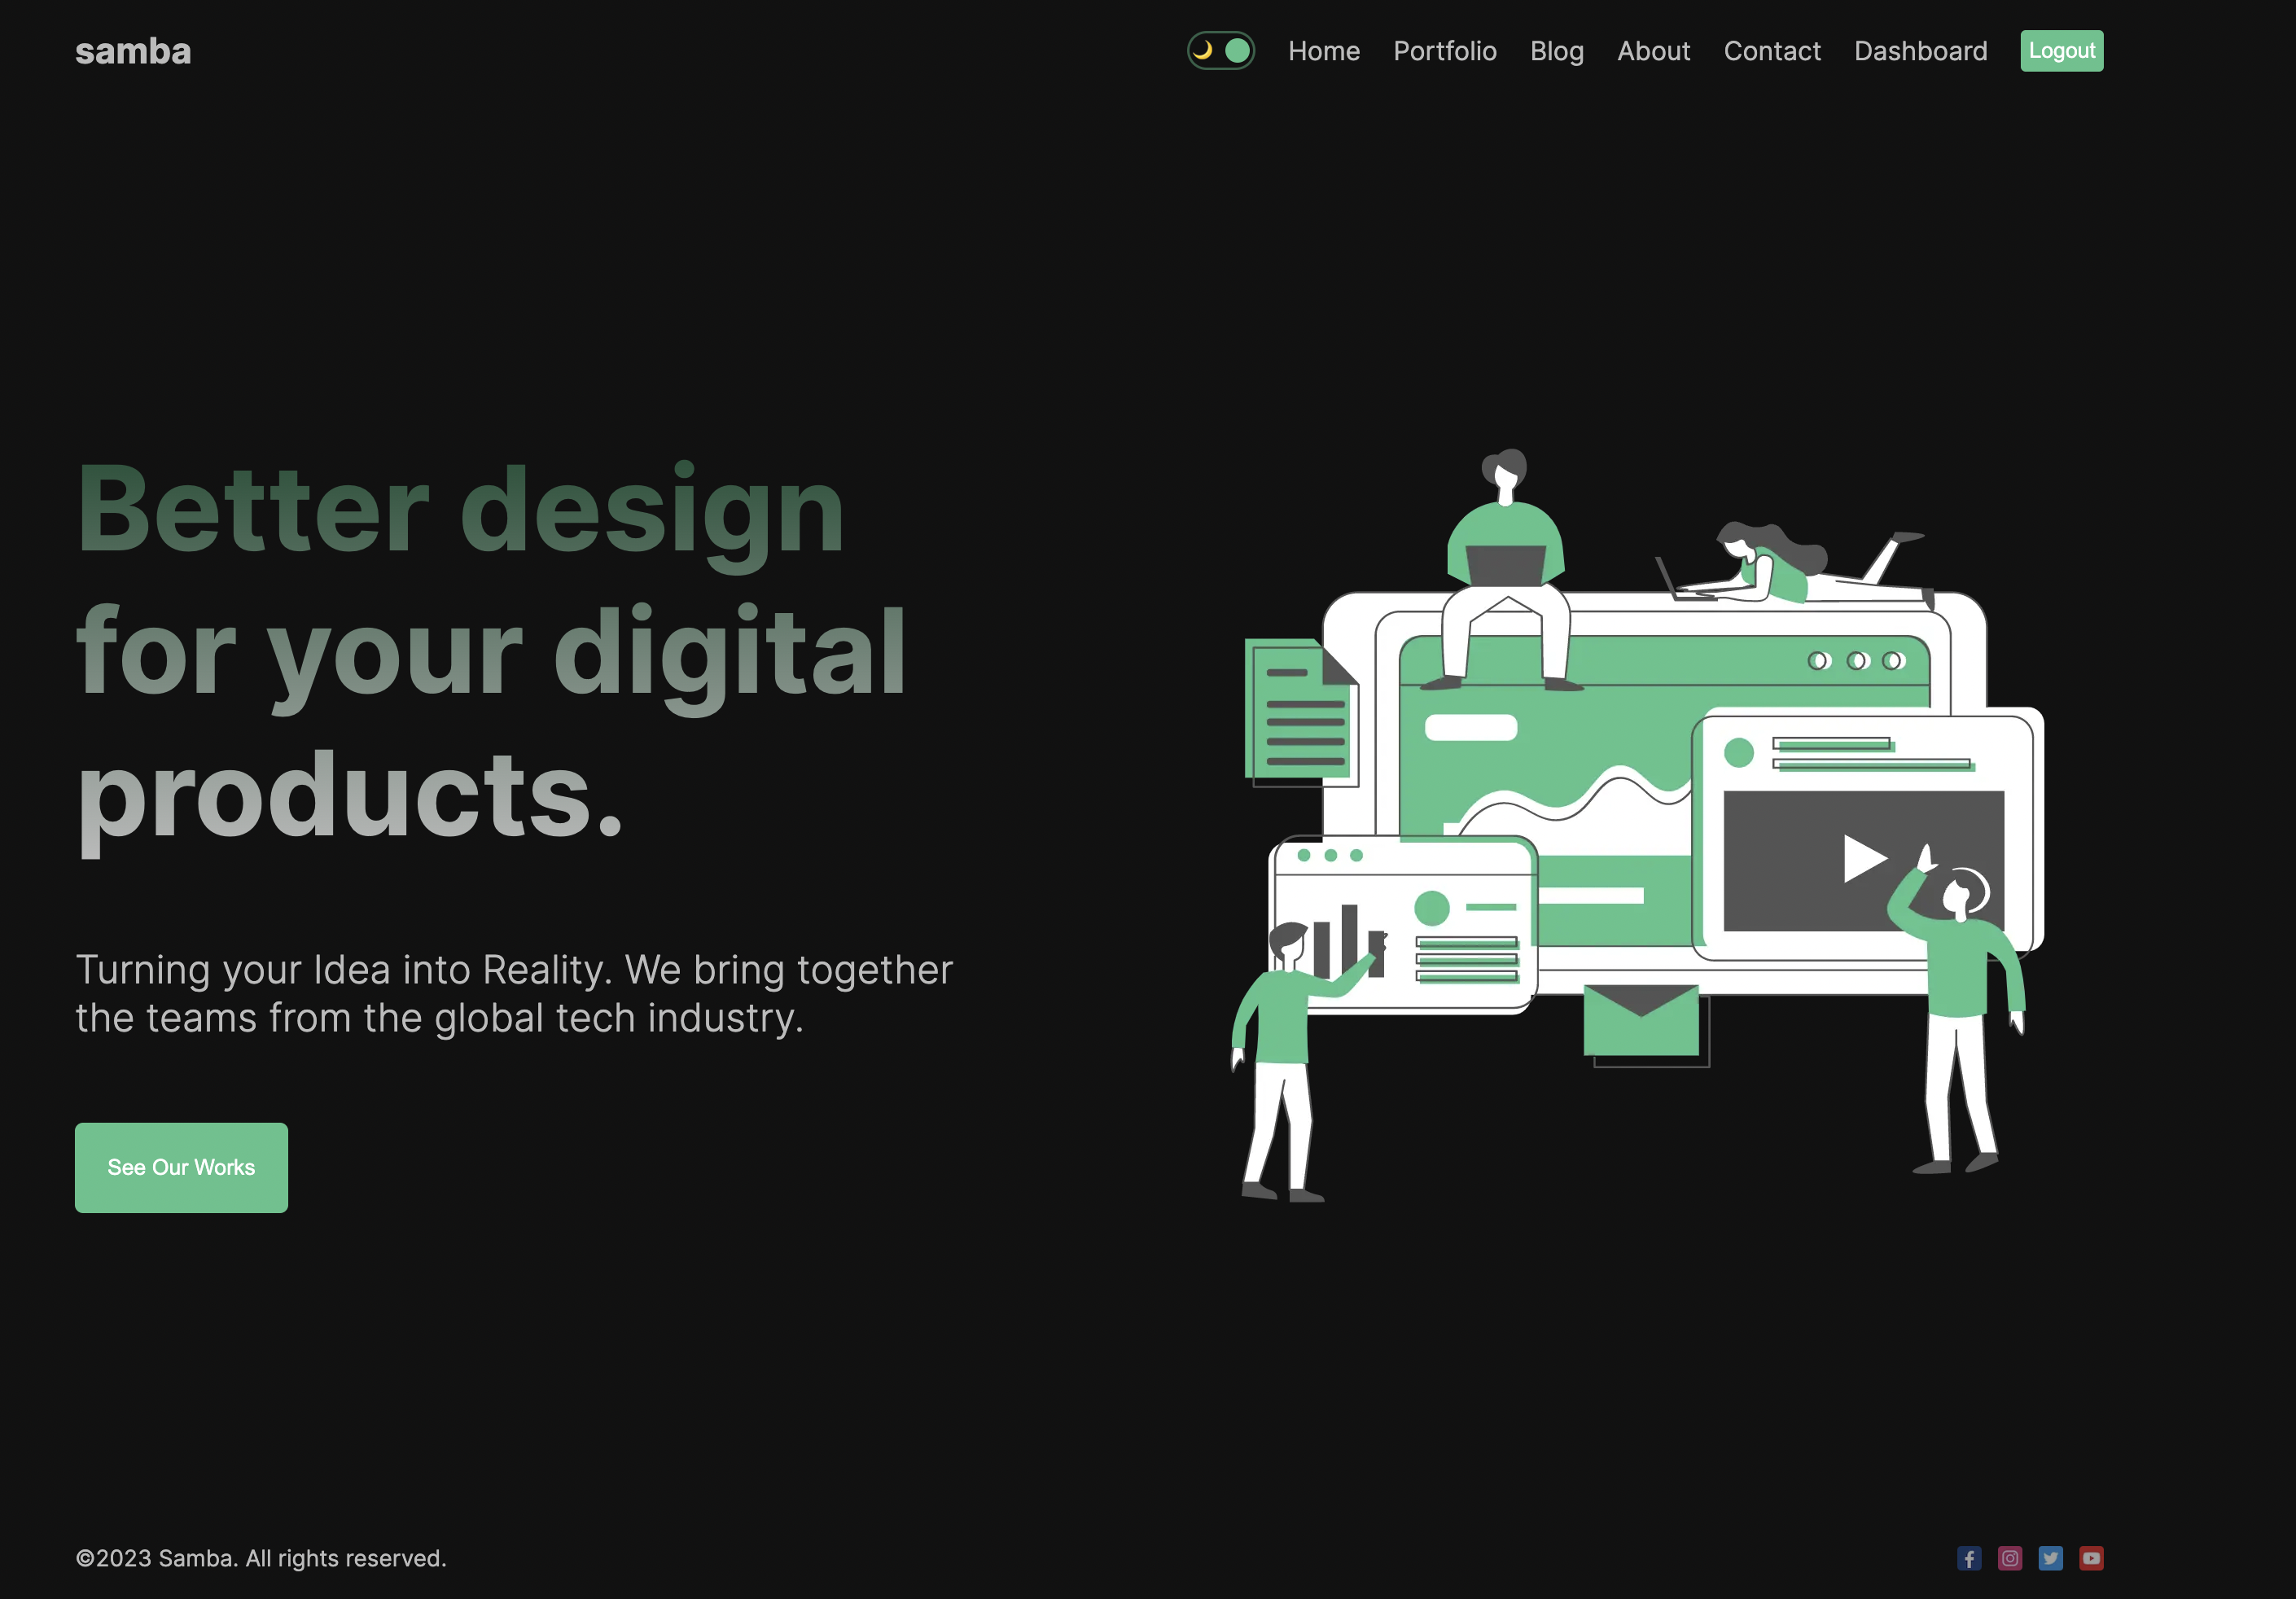 samba
Home Portfolio Blog About Contact Dashboard Logout
Better design
for your digital
products.
Turning your Idea into Reality. We bring together
the teams from the global tech industry.
See Our Works
©2023 Samba. All rights reserved.